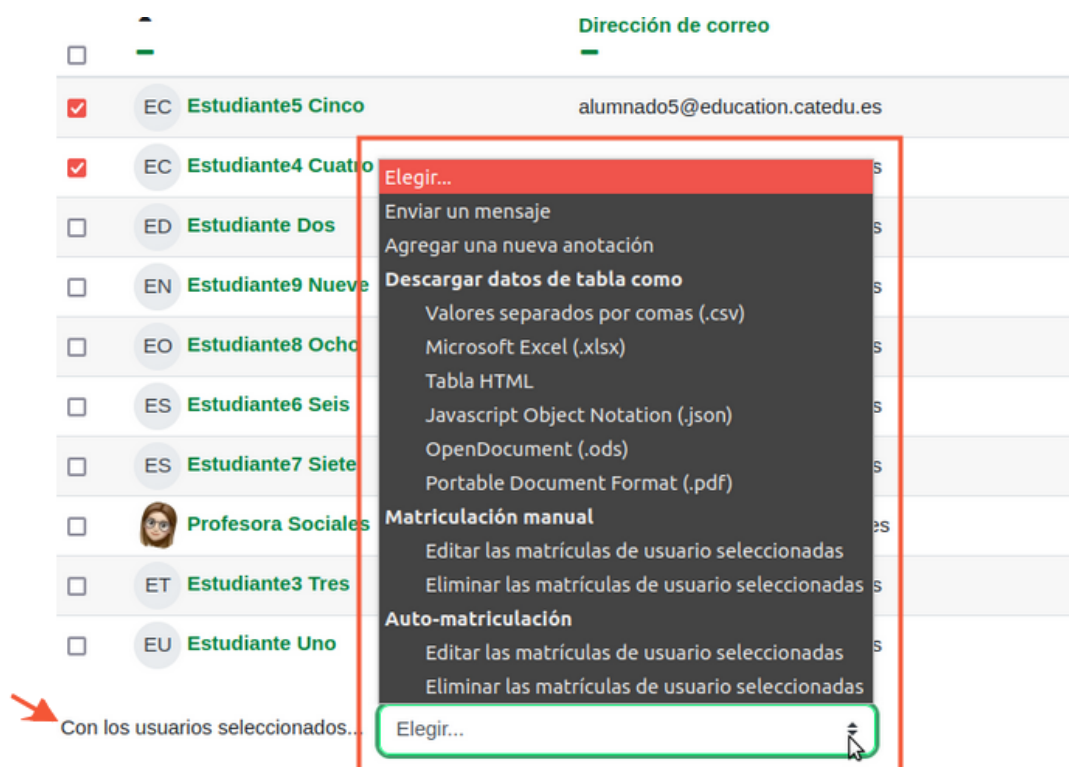 Dirección de correo
EC Estudiante5 Cinco alumnado5@education.catedu.es
EC Estudiante4 Cuatro
ED Estudiante Dos
EN Estudiante9 Nueve
EO Estudiante8 Ocho
ES Estudiante6 Seis
ES Estudiante7 Siete
Profesora Sociales
ET Estudiante3 Tres
EU Estudiante Uno
Elegir...
Enviar un mensaje
Agregar una nueva anotación
Descargar datos de tabla como
Valores separados por comas (.csv)
Microsoft Excel (.xlsx)
Tabla HTML
Javascript Object Notation (.json)
OpenDocument (.ods)
Portable Document Format (.pdf)
Matriculación manual
Editar las matrículas de usuario seleccionadas
Eliminar las matrículas de usuario seleccionadas
Auto-matriculación
Editar las matrículas de usuario seleccionadas
Eliminar las matrículas de usuario seleccionadas
Con los usuarios seleccionados... Elegir...